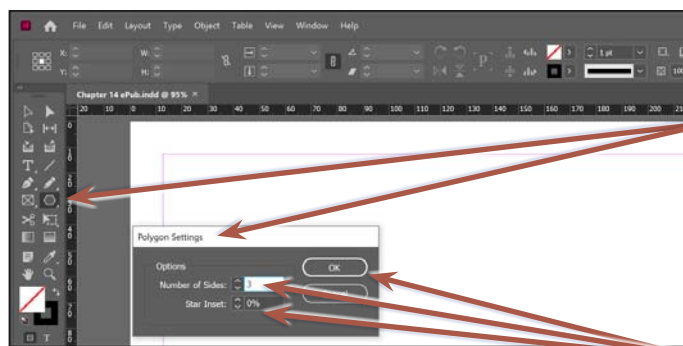 File Edit Layout Type Object Table View Window Help
X: W: 1 pt
Y: H: 100
Chapter 14 ePub.indd @ 95% ×
20 10 0 10 20 30 40 50 60 70 80 90 100 110 120 130 140 150 160 170 180 190 200
Polygon Settings
Options
Number of Sides: 3
OK
Star Inset: 0%